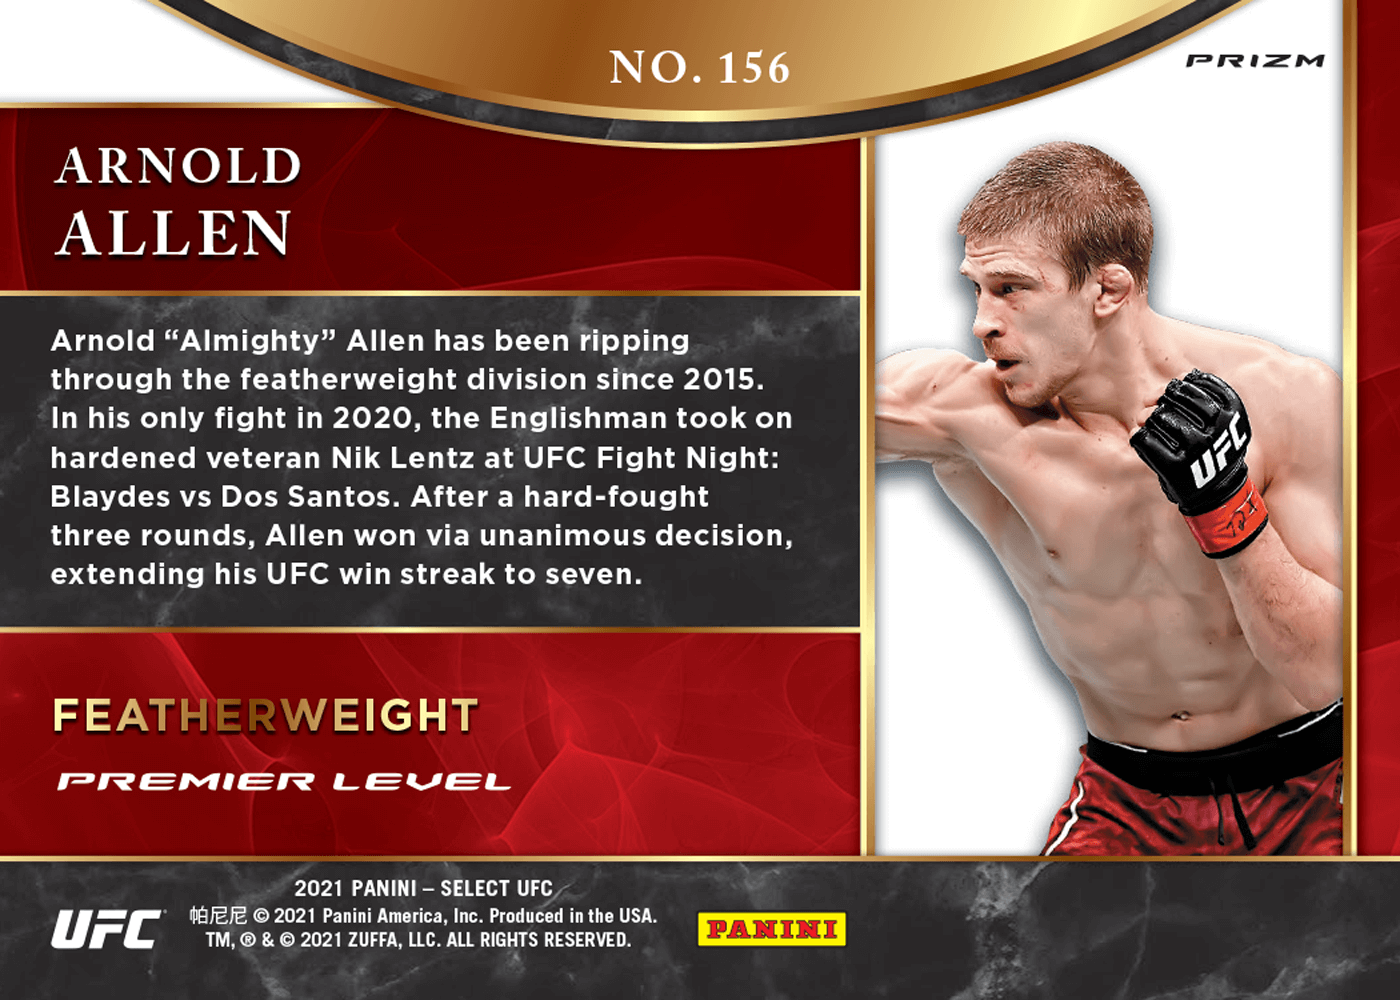 NO. 156
PRIZM
ARNOLD
ALLEN
Arnold “Almighty” Allen has been ripping
through the featherweight division since 2015.
In his only fight in 2020, the Englishman took on
hardened veteran Nik Lentz at UFC Fight Night:
Blaydes vs Dos Santos. After a hard-fought
three rounds, Allen won via unanimous decision,
extending his UFC win streak to seven.
UFC
FEATHERWEIGHT
PREMIER LEVEL
2021 PANINI – SELECT UFC
帕尼尼 © 2021 Panini America, Inc. Produced in the USA.
TM, ® & © 2021 ZUFFA, LLC. ALL RIGHTS RESERVED.
UFC
PANINI